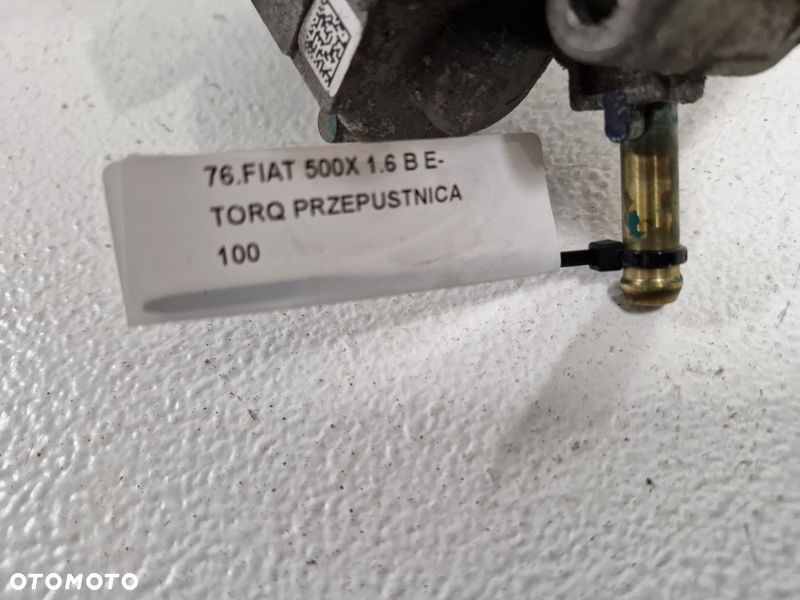 76.FIAT 500X 1.6 B E-
TORQ PRZEPUSTNICA
100
OTOMOTO